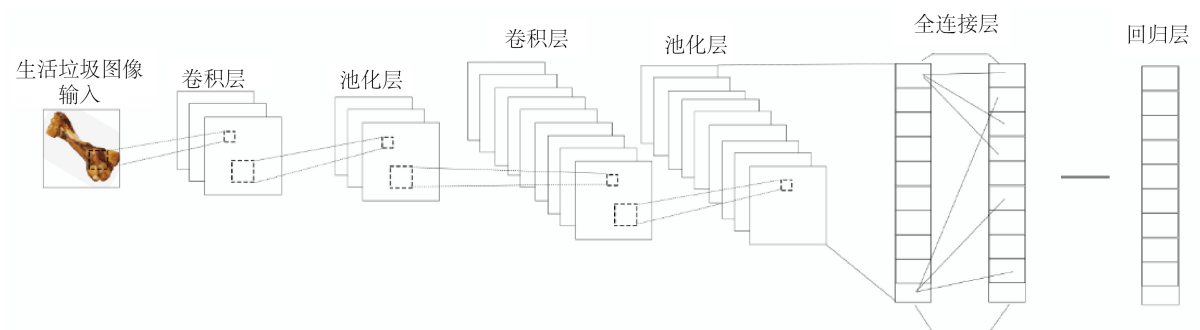 生活垃圾图像
输入
卷积层
池化层
卷积层
池化层
全连接层
回归层